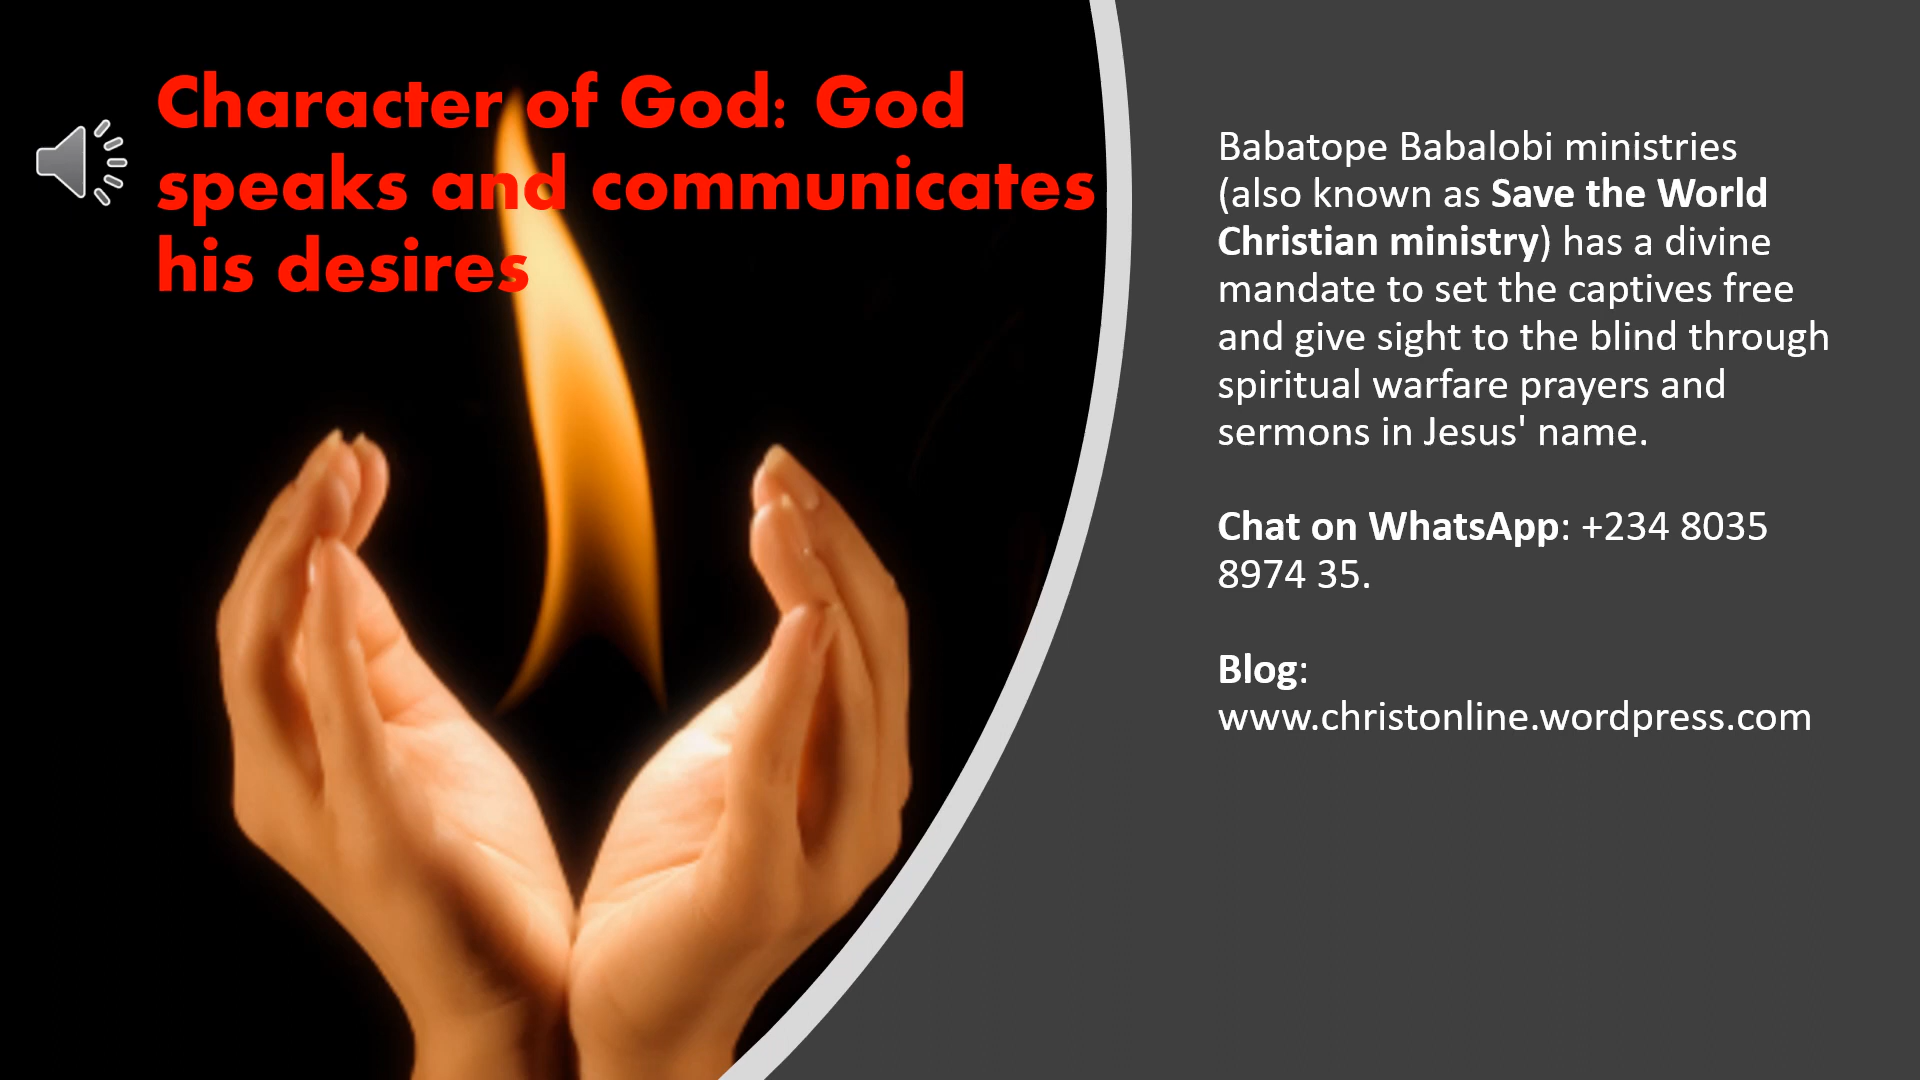 Character of God: God
speaks and communicates
his desires
Babatope Babalobi ministries
(also known as Save the World
Christian ministry) has a divine
mandate to set the captives free
and give sight to the blind through
spiritual warfare prayers and
sermons in Jesus' name.
Chat on WhatsApp: +234 8035
8974 35.
Blog:
www.christonline.wordpress.com